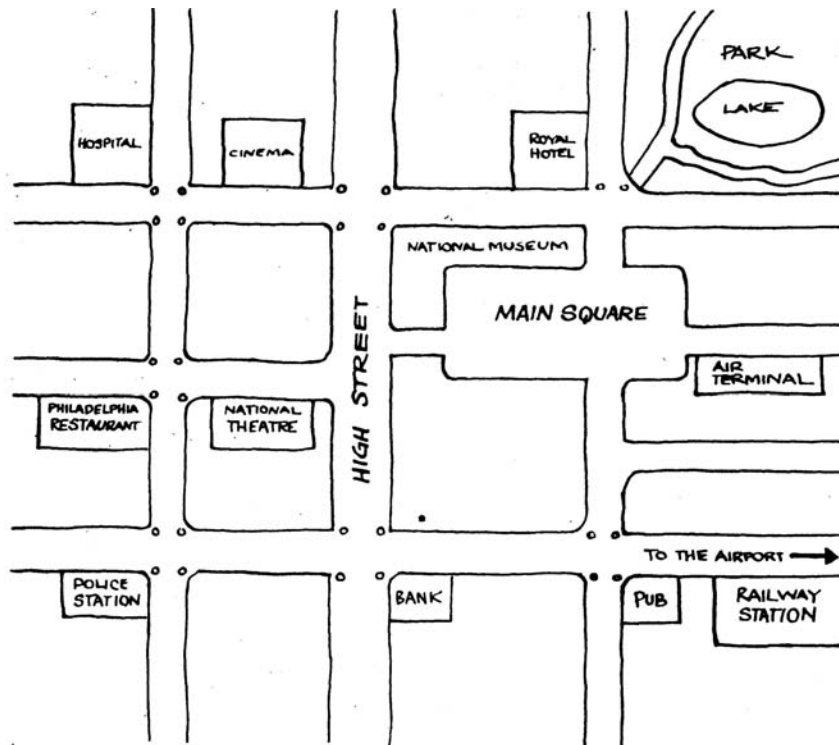 PARK
LAKE
HOSPITAL
CINEMA
ROYAL
HOTEL
NATIONAL MUSEUM
MAIN SQUARE
HIGH STREET
AIR
TERMINAL
PHILADELPHIA
RESTAURANT
NATIONAL
THEATRE
TO THE AIRPORT
POLICE
STATION
BANK
PUB
RAILWAY
STATION